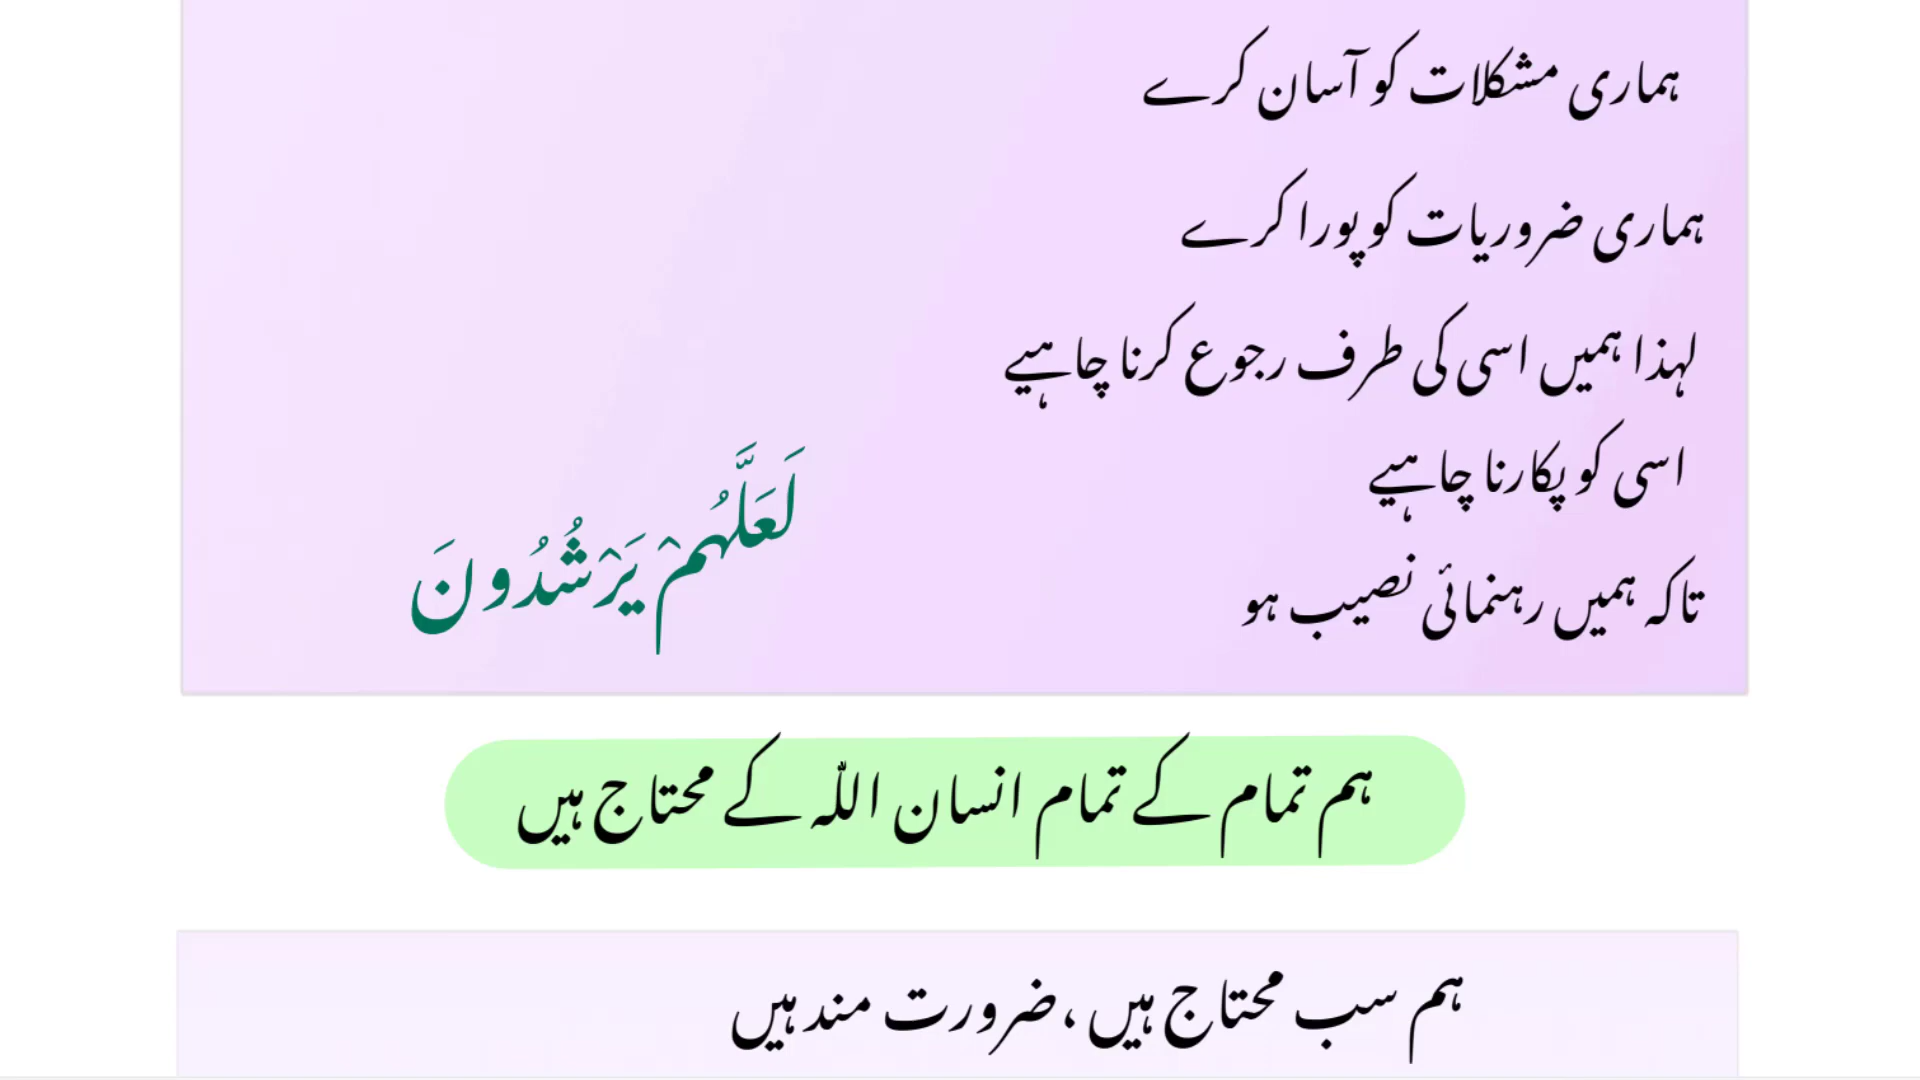 ہماری مشکلات کو آسان کرے
ہماری ضروریات کو پورا کرے
لہذا ہمیں اسی کی طرف رجوع کرنا چاہیے
اسی کو پکارنا چاہیے
تاکہ ہمیں رہنمائی نصیب ہو
لَعَلَّہُمۡ یَرۡشُدُونَ
ہم تمام کے تمام انسان اللہ کے محتاج ہیں
ہم سب محتاج ہیں ، ضرورت مند ہیں